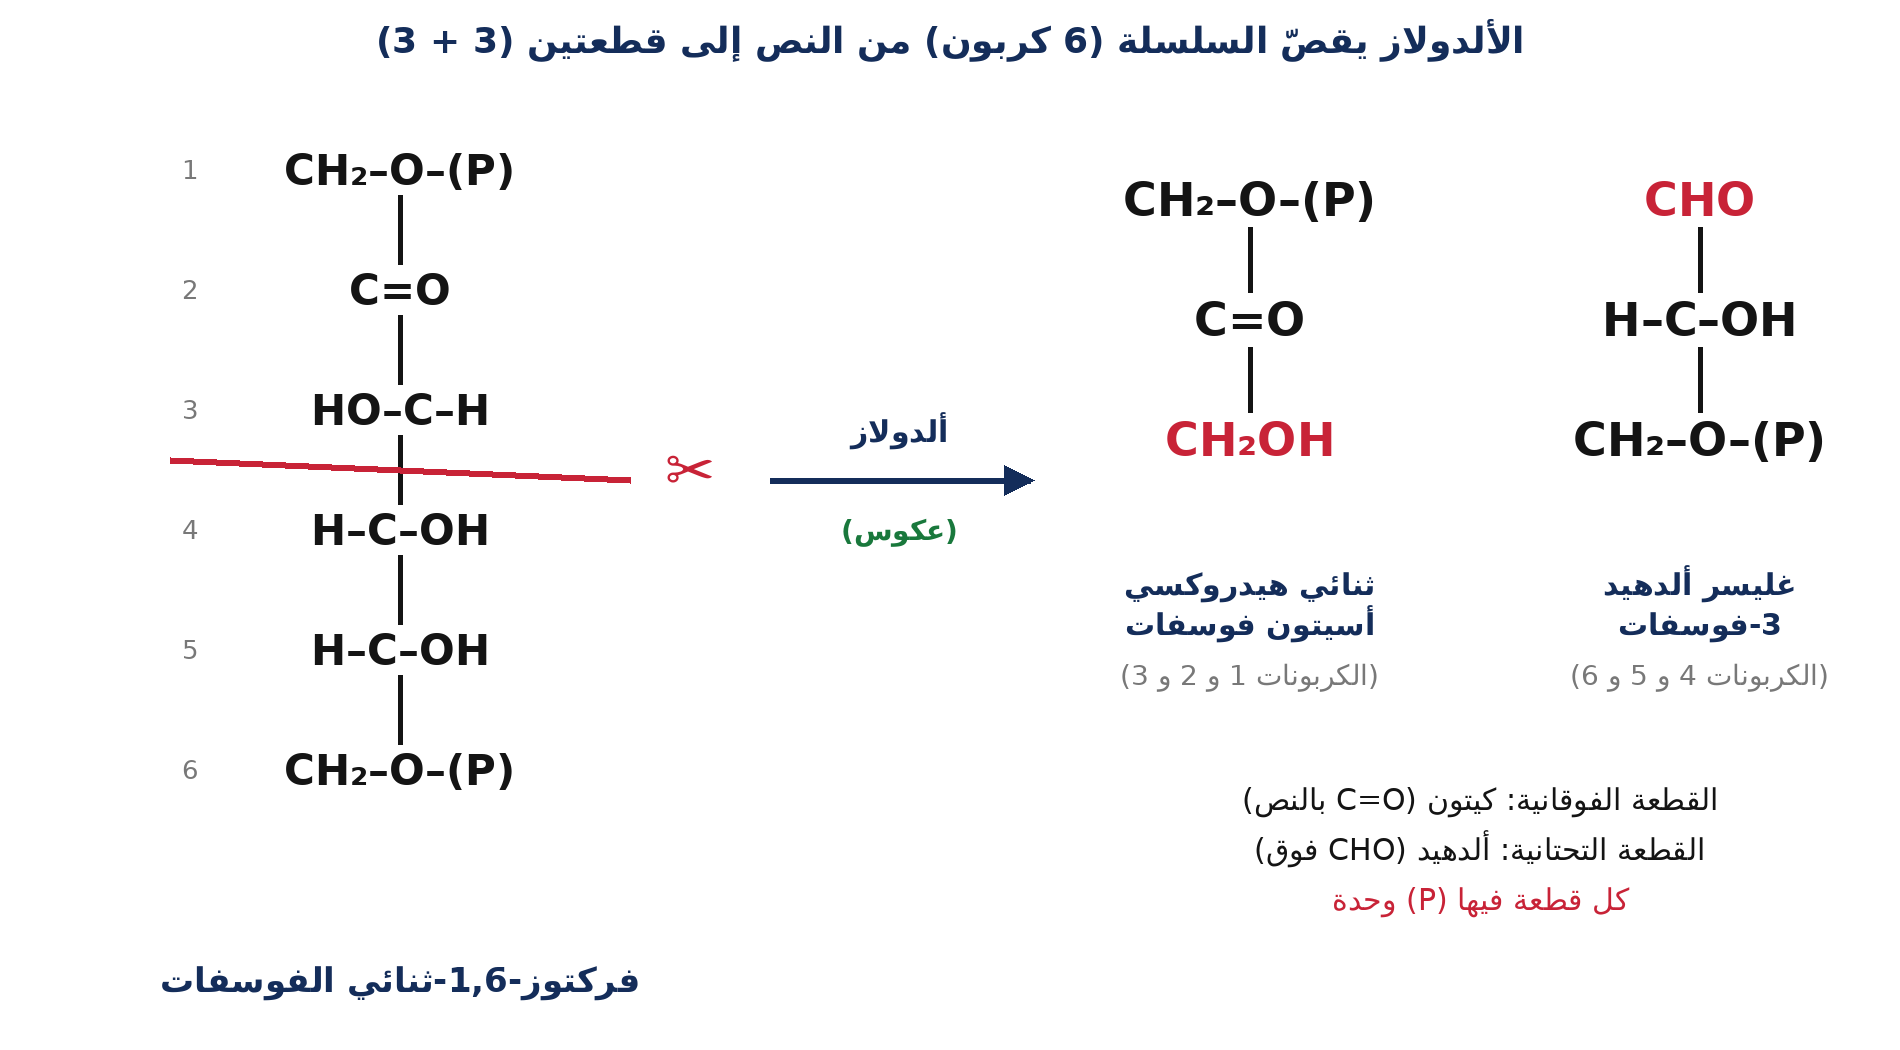 الألدولاز يقصّ السلسلة (6 كربون) من النص إلى قطعتين (3 + 3)
1
CH₂–O–(P)
2
C=O
3
HO–C–H
4
H–C–OH
5
H–C–OH
6
CH₂–O–(P)
فركتوز-1,6-ثنائي الفوسفات
✂
ألدولاز
(عكوس)
CH₂–O–(P)
C=O
CH₂OH
ثنائي هيدروكسي
أسيتون فوسفات
(الكربونات 1 و 2 و 3)
CHO
H–C–OH
CH₂–O–(P)
غليسر ألدهيد
3-فوسفات
(الكربونات 4 و 5 و 6)
القطعة الفوقانية: كيتون (C=O بالنص)
القطعة التحتانية: ألدهيد (CHO فوق)
كل قطعة فيها (P) وحدة